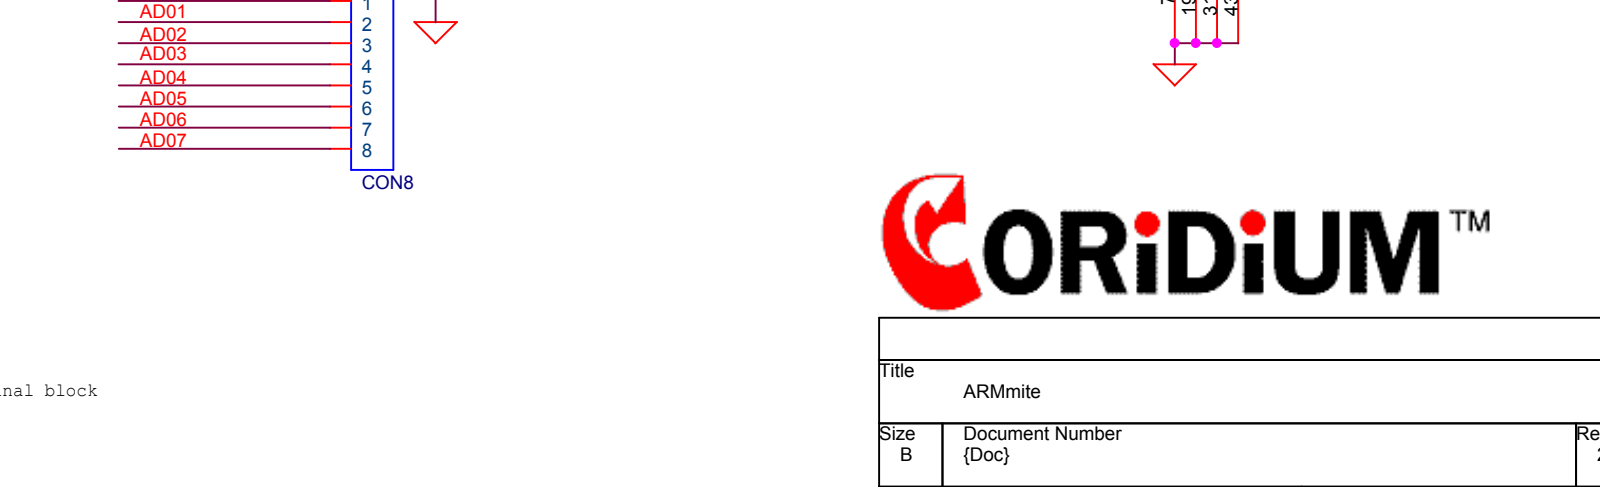 1
AD01
2
AD02
3
AD03
4
AD04
5
AD05
6
AD06
7
AD07
8
CON8
19
CORiDiUM™
Title
ARMmite
block
Size
B
Document Number
{Doc}